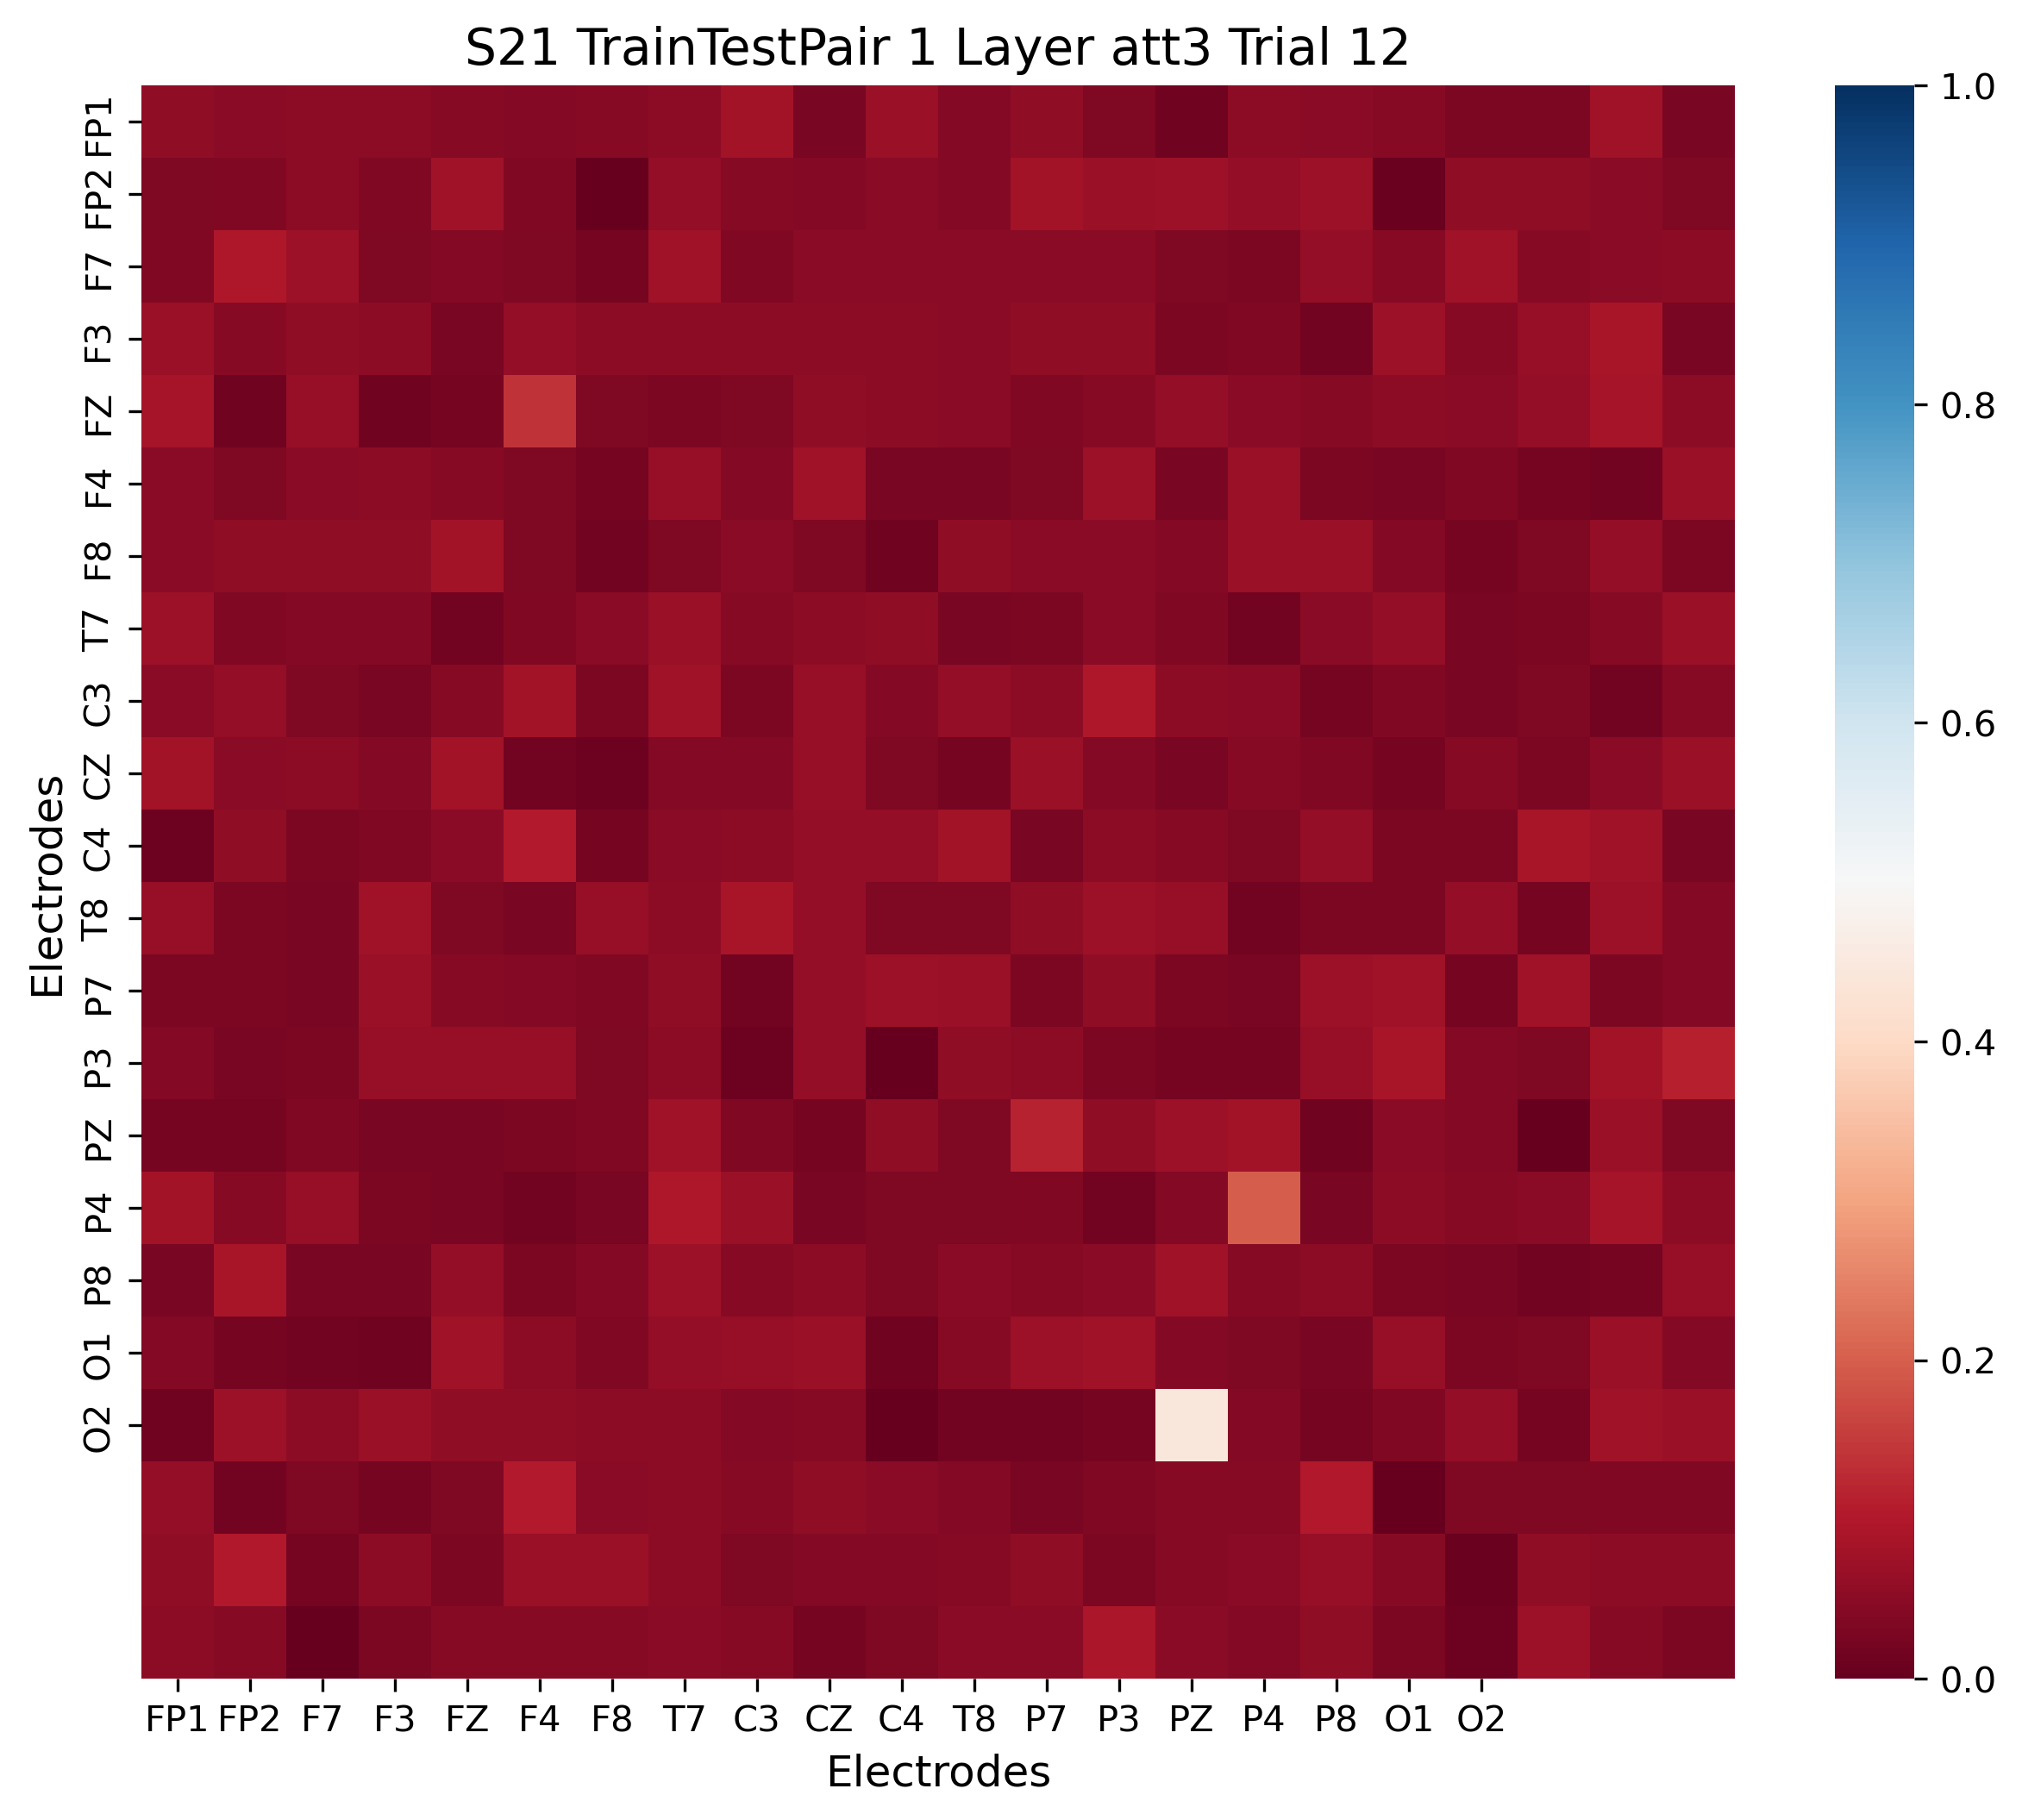 S21 TrainTestPair 1 Layer att3 Trial 12
Electrodes
FP1
FP2
F7
F3
FZ
F4
F8
T7
C3
CZ
C4
T8
P7
P3
PZ
P4
P8
O1
O2
FP1 FP2 F7 F3 FZ F4 F8 T7 C3 CZ C4 T8 P7 P3 PZ P4 P8 O1 O2
Electrodes
1.0
0.8
0.6
0.4
0.2
0.0